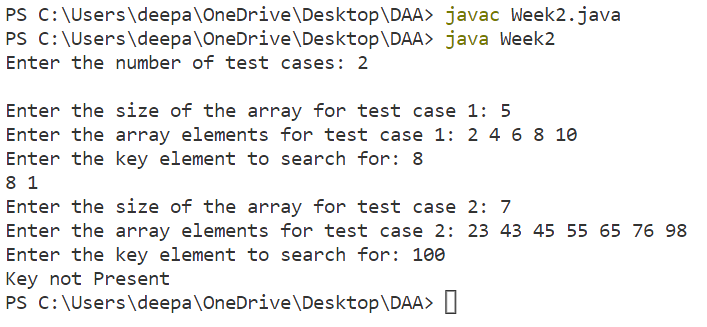 PS C:\Users\deepa\OneDrive\Desktop\DAA> javac Week2.java
PS C:\Users\deepa\OneDrive\Desktop\DAA> java Week2
Enter the number of test cases: 2

Enter the size of the array for test case 1: 5
Enter the array elements for test case 1: 2 4 6 8 10
Enter the key element to search for: 8
8 1
Enter the size of the array for test case 2: 7
Enter the array elements for test case 2: 23 43 45 55 65 76 98
Enter the key element to search for: 100
Key not Present
PS C:\Users\deepa\OneDrive\Desktop\DAA>